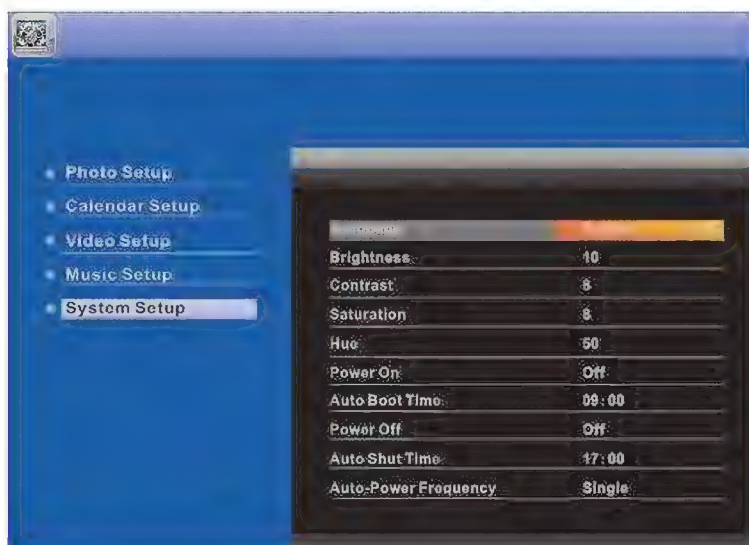 Photo Setup
Calendar Setup
Video Setup
Music Setup
System Setup
Brightness 10
Contrast 8
Saturation 8
Hue 50
Power On Off
Auto Boot Time 09:00
Power Off Off
Auto Shut Time 17:00
Auto-Power Frequency Single